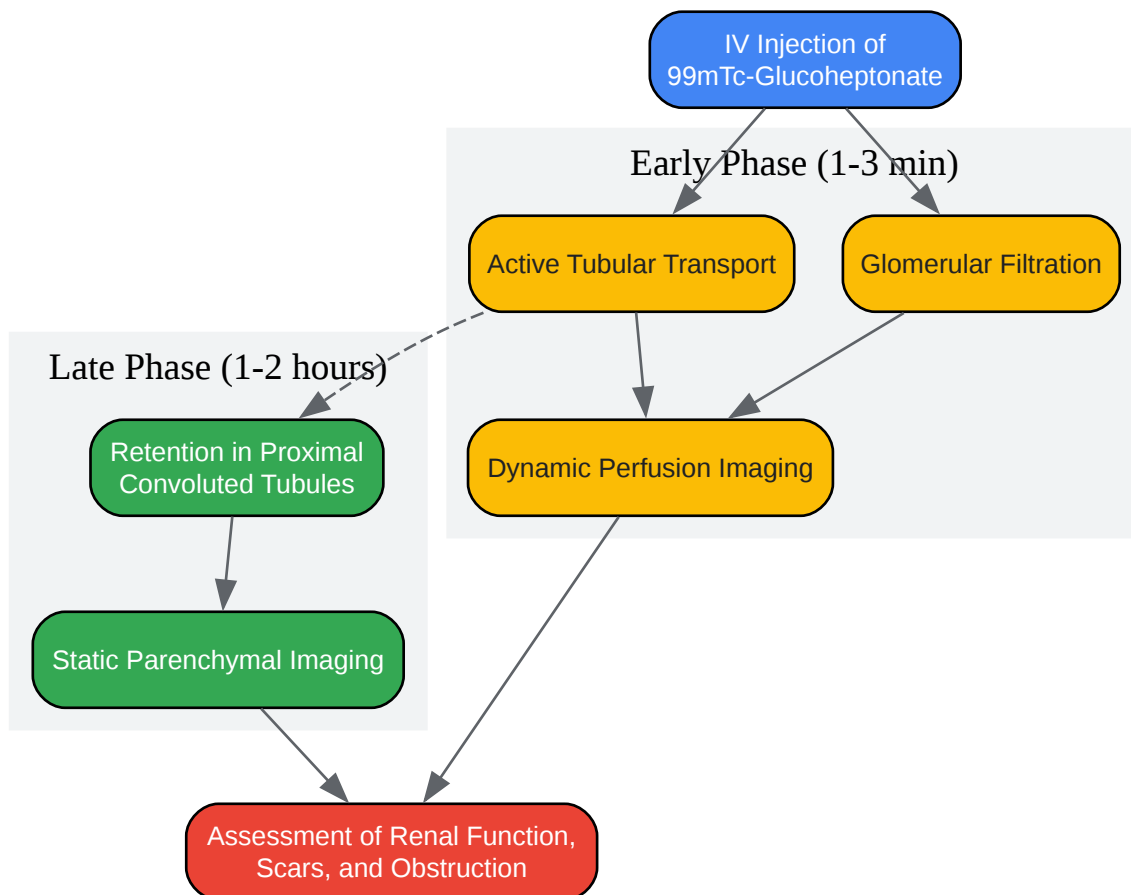 IV Injection of
99mTc-Glucoheptonate
Early Phase (1-3 min)
Active Tubular Transport
Glomerular Filtration
Late Phase (1-2 hours)
Retention in Proximal
Convoluted Tubules
Dynamic Perfusion Imaging
Static Parenchymal Imaging
Assessment of Renal Function,
Scars, and Obstruction